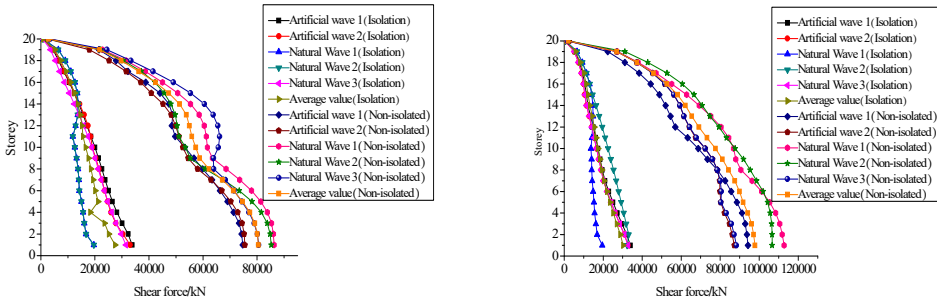 Artificial wave 1(Isolation)
Artificial wave 2(Isolation)
Natural Wave 1(Isolation)
Natural Wave 2(Isolation)
Natural Wave 3(Isolation)
Average value(Isolation)
Artificial wave 1(Non-isolated)
Artificial wave 2(Non-isolated)
Natural Wave 1(Non-isolated)
Natural Wave 2(Non-isolated)
Natural Wave 3(Non-isolated)
Average value(Non-isolated)
20
18
16
14
12
10
8
6
4
2
0
Storey
0 20000 40000 60000 80000
Shear force/kN
Artificial wave 1(Isolation)
Artificial wave 2(Isolation)
Natural Wave 1(Isolation)
Natural Wave 2(Isolation)
Natural Wave 3(Isolation)
Average value(Isolation)
Artificial wave 1(Non-isolated)
Artificial wave 2(Non-isolated)
Natural Wave 1(Non-isolated)
Natural Wave 2(Non-isolated)
Natural Wave 3(Non-isolated)
Average value(Non-isolated)
20
18
16
14
12
10
8
6
4
2
0
Storey
0 20000 40000 60000 80000 100000 120000
Shear force/kN